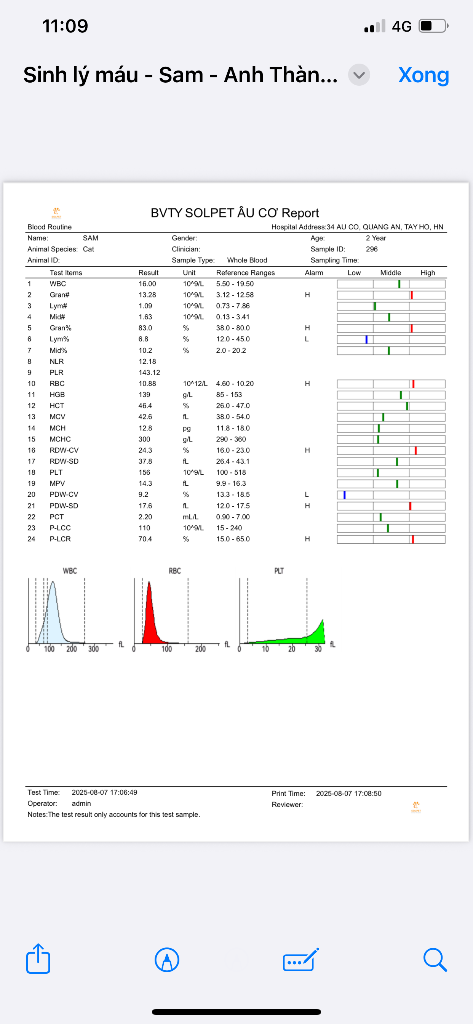 11:09
4G
Sinh lý máu - Sam - Anh Thàn...
Xong
BVTY SOLPET ÂU CƠ Report
Blood Routine Hospital Address:34 AU CO, QUANG AN, TAY HO, HN
Name: SAM Gender: Age: 2 Year
Animal Species: Cat Clinician: Sample ID: 296
Animal ID: Sample Type: Whole Blood Sampling Time:
Test Items Result Unit Reference Ranges Alarm Low Middle High
1 WBC 16.00 10^9/L 5.50 - 19.50
2 Gran# 13.28 10^9/L 3.12 - 12.58 H
3 Lym# 1.09 10^9/L 0.73 - 7.86
4 Mid# 1.63 10^9/L 0.13 - 3.41
5 Gran% 83.0 % 38.0 - 80.0 H
6 Lym% 6.8 % 12.0 - 45.0 L
7 Mid% 10.2 % 2.0 - 20.2
8 NLR 12.18
9 PLR 143.12
10 RBC 10.88 10^12/L 4.60 - 10.20 H
11 HGB 139 g/L 85 - 153
12 HCT 46.4 % 26.0 - 47.0
13 MCV 42.6 fL 38.0 - 54.0
14 MCH 12.8 pg 11.8 - 18.0
15 MCHC 300 g/L 290 - 360
16 RDW-CV 24.3 % 16.0 - 23.0 H
17 RDW-SD 37.8 fL 26.4 - 43.1
18 PLT 156 10^9/L 100 - 518
19 MPV 14.3 fL 9.9 - 16.3
20 PDW-CV 9.2 % 13.3 - 18.5 L
21 PDW-SD 17.6 fL 12.0 - 17.5 H
22 PCT 2.20 mL/L 0.90 - 7.00
23 P-LCC 110 10^9/L 15 - 240
24 P-LCR 70.4 % 15.0 - 65.0 H
WBC RBC PLT
0 100 200 300 fL 0 100 200 fL 0 10 20 30 fL
Test Time: 2025-08-07 17:06:49 Print Time: 2025-08-07 17:08:50
Operator: admin Reviewer:
Notes:The test result only accounts for this test sample.